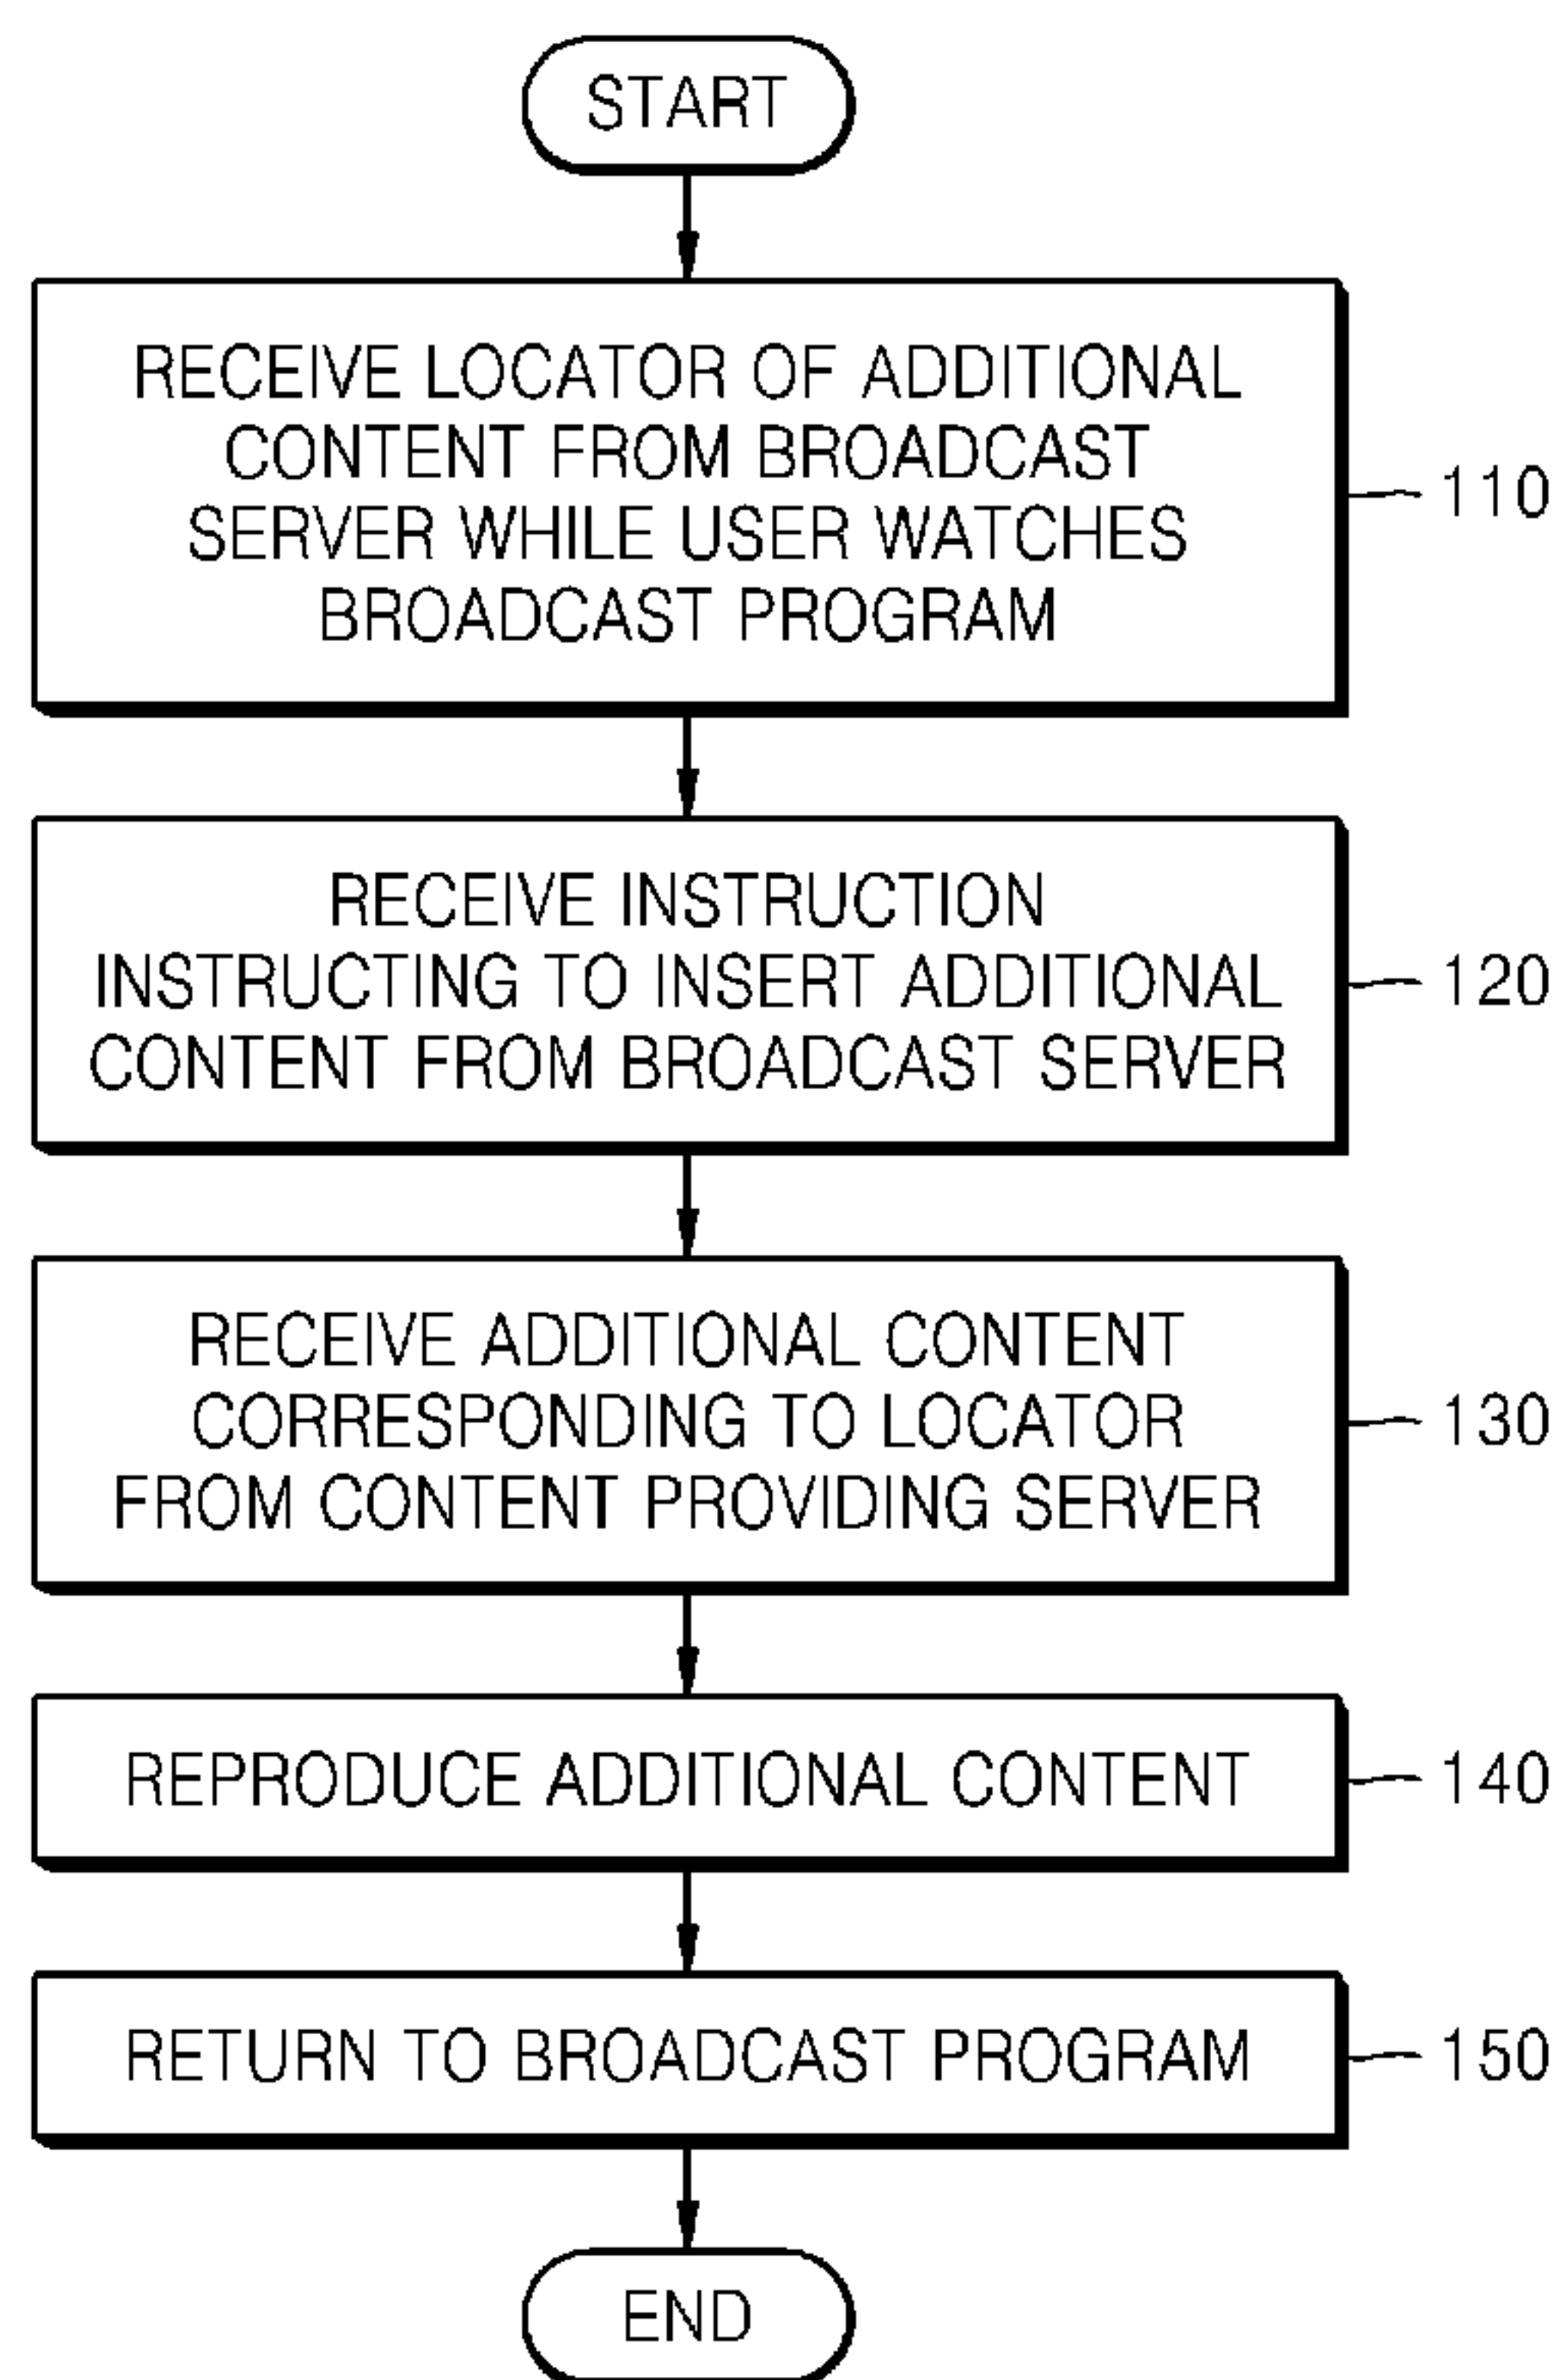 START
RECEIVE LOCATOR OF ADDITIONAL
CONTENT FROM BROADCAST
SERVER WHILE USER WATCHES
BROADCAST PROGRAM
110
RECEIVE INSTRUCTION
INSTRUCTING TO INSERT ADDITIONAL
CONTENT FROM BROADCAST SERVER
120
RECEIVE ADDITIONAL CONTENT
CORRESPONDING TO LOCATOR
FROM CONTENT PROVIDING SERVER
130
REPRODUCE ADDITIONAL CONTENT
140
RETURN TO BROADCAST PROGRAM
150
END